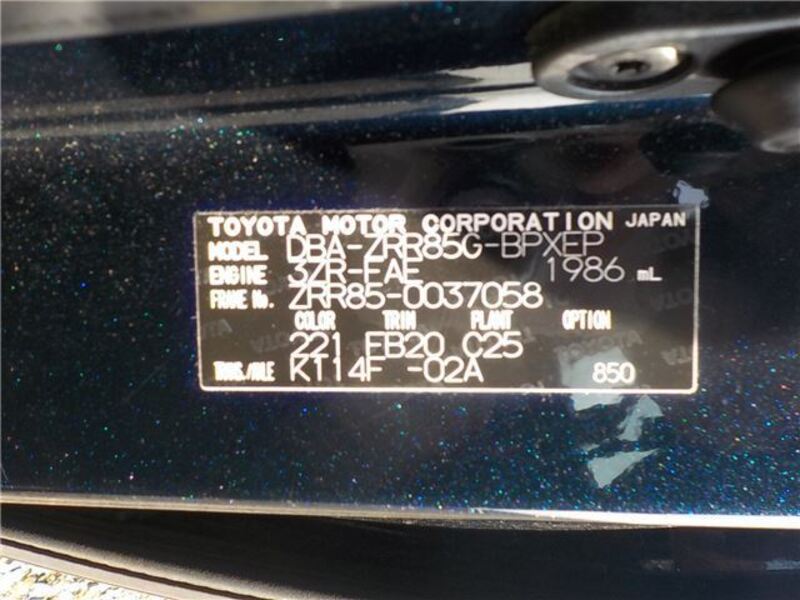 TOYOTA MOTOR CORPORATION JAPAN
MODEL DBA-ZRR85G-BPXEP
ENGINE 3ZR-FAE / 1986 mL
FRAME No. ZRR85-0037058
COLOR TRIM PLANT OPTION
221 FB20 C25
TRANS./AXLE K114F -02A 850